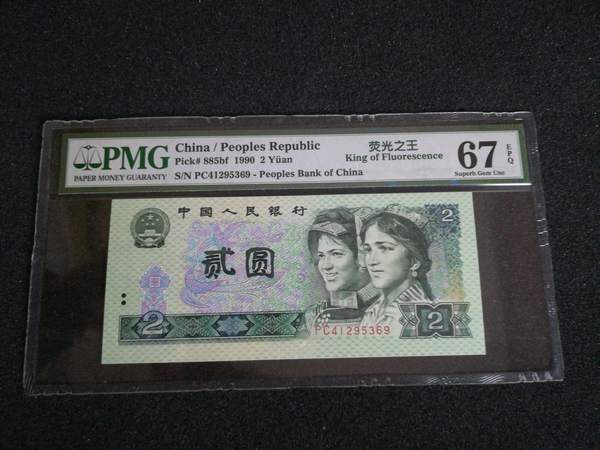 PMG
PAPER MONEY GUARANTY
China / Peoples Republic
Pick# 885bf 1990 2 Yüan
S/N PC41295369 - Peoples Bank of China
荧光之王
King of Fluorescence
67 EPQ
Superb Gem Unc
中国人民银行
贰圆
2
2
2
PC41295369